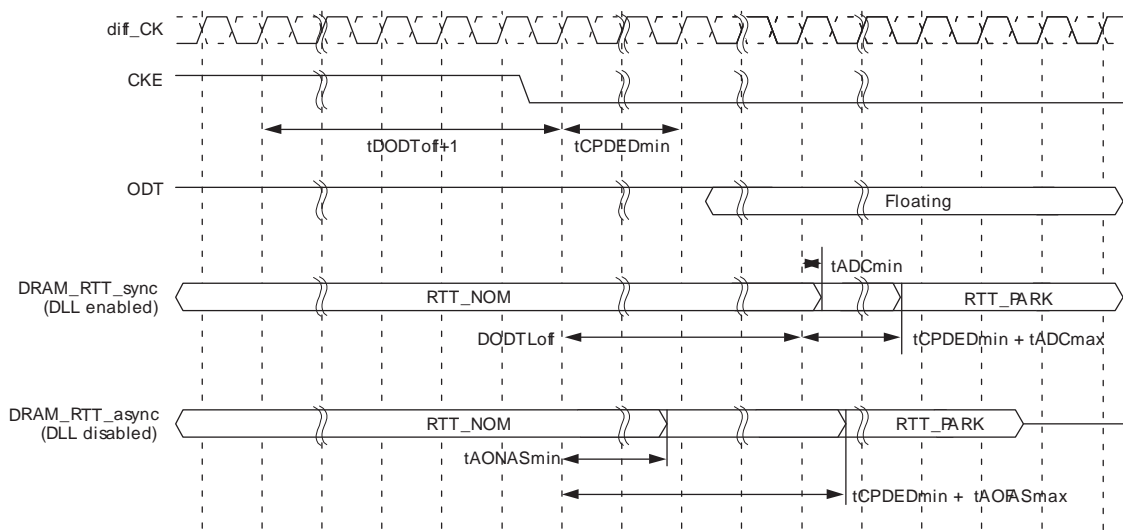 diff_CK
CKE
tDODToff+1
tCPDEDmin
ODT
Floating
tADCmin
DRAM_RTT_sync
(DLL enabled)
RTT_NOM
RTT_PARK
DODTLoff
tCPDEDmin + tADCmax
DRAM_RTT_async
(DLL disabled)
RTT_NOM
RTT_PARK
tAONASmin
tCPDEDmin + tAOFASmax